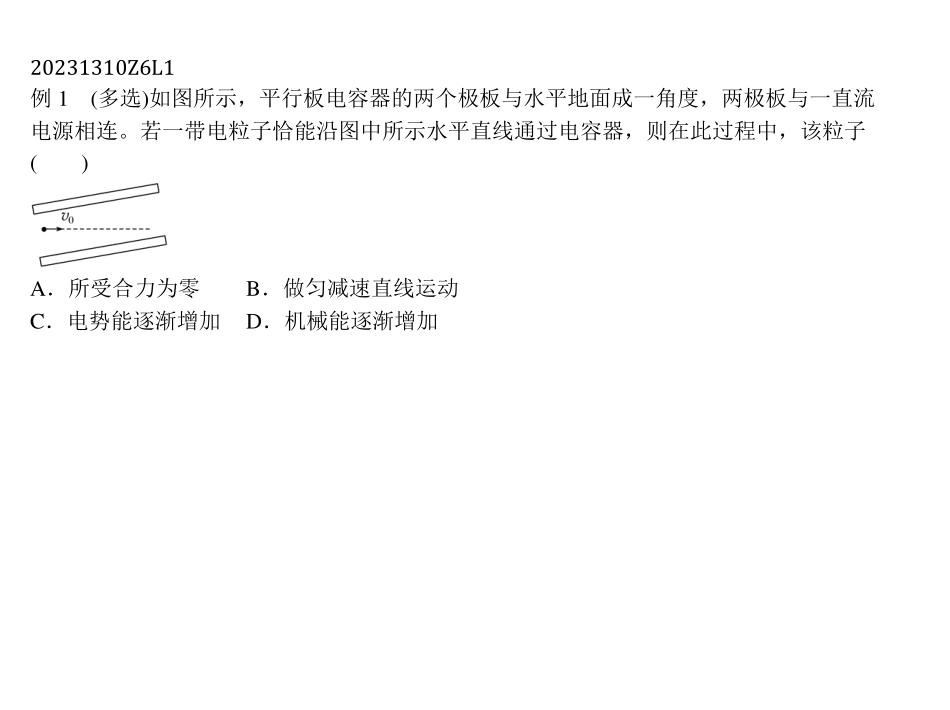 20231310Z6L1
例 1　(多选)如图所示，平行板电容器的两个极板与水平地面成一角度，两极板与一直流
电源相连。若一带电粒子恰能沿图中所示水平直线通过电容器，则在此过程中，该粒子
(　　)
v₀
A．所受合力为零　　B．做匀减速直线运动
C．电势能逐渐增加　D．机械能逐渐增加